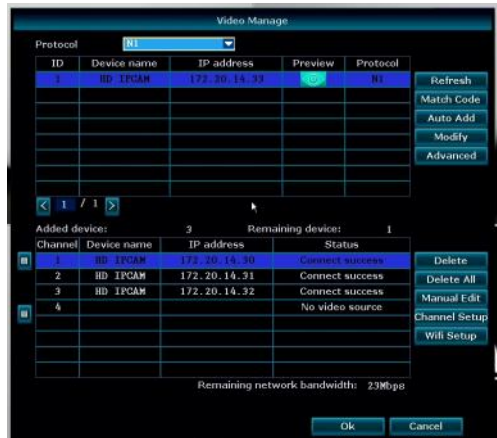 Video Manage
Protocol N1
ID Device name IP address Preview Protocol
1 HD IPCAM 172.20.14.33 N1
Refresh
Match Code
Auto Add
Modify
Advanced
< 1 / 1 >
Added device: 3 Remaining device: 1
Channel Device name IP address Status
1 HD IPCAM 172.20.14.30 Connect success
2 HD IPCAM 172.20.14.31 Connect success
3 HD IPCAM 172.20.14.32 Connect success
4 No video source
Delete
Delete All
Manual Edit
Channel Setup
Wifi Setup
Remaining network bandwidth: 23Mbps
Ok Cancel